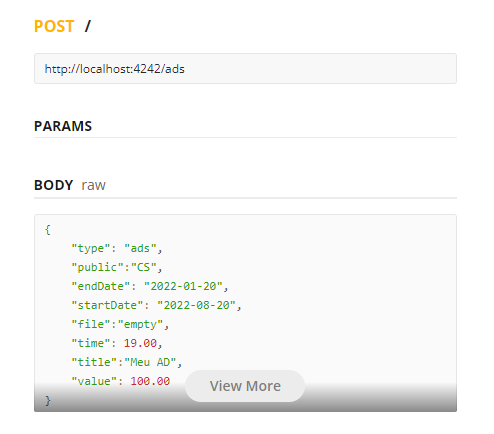 POST /
http://localhost:4242/ads
PARAMS
BODY raw
{
    "type": "ads",
    "public":"CS",
    "endDate": "2022-01-20",
    "startDate": "2022-08-20",
    "file":"empty",
    "time": 19.00,
    "title":"Meu AD",
    "value": 100.00
View More
}